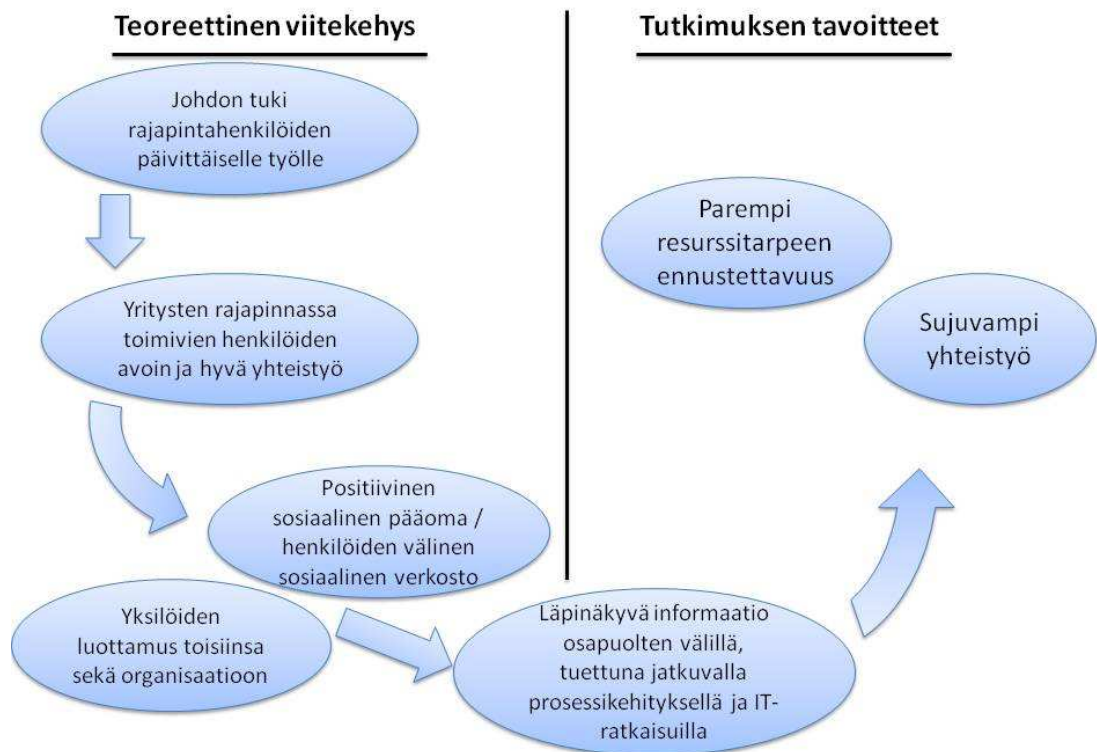 Teoreettinen viitekehys
Tutkimuksen tavoitteet
Johdon tuki
rajapintahenkilöiden
päivittäiselle työlle
Parempi
resurssitarpeen
ennustettavuus
Yritysten rajapinnassa
toimivien henkilöiden
avoin ja hyvä yhteistyö
Sujuvampi
yhteistyö
Positiivinen
sosiaalinen pääoma /
henkilöiden välinen
sosiaalinen verkosto
Yksilöiden
luottamus toisiinsa
sekä organisaatioon
Läpinäkyvä informaatio
osapuolten välillä,
tuettuna jatkuvalla
prosessikehityksellä ja IT-
ratkaisuilla